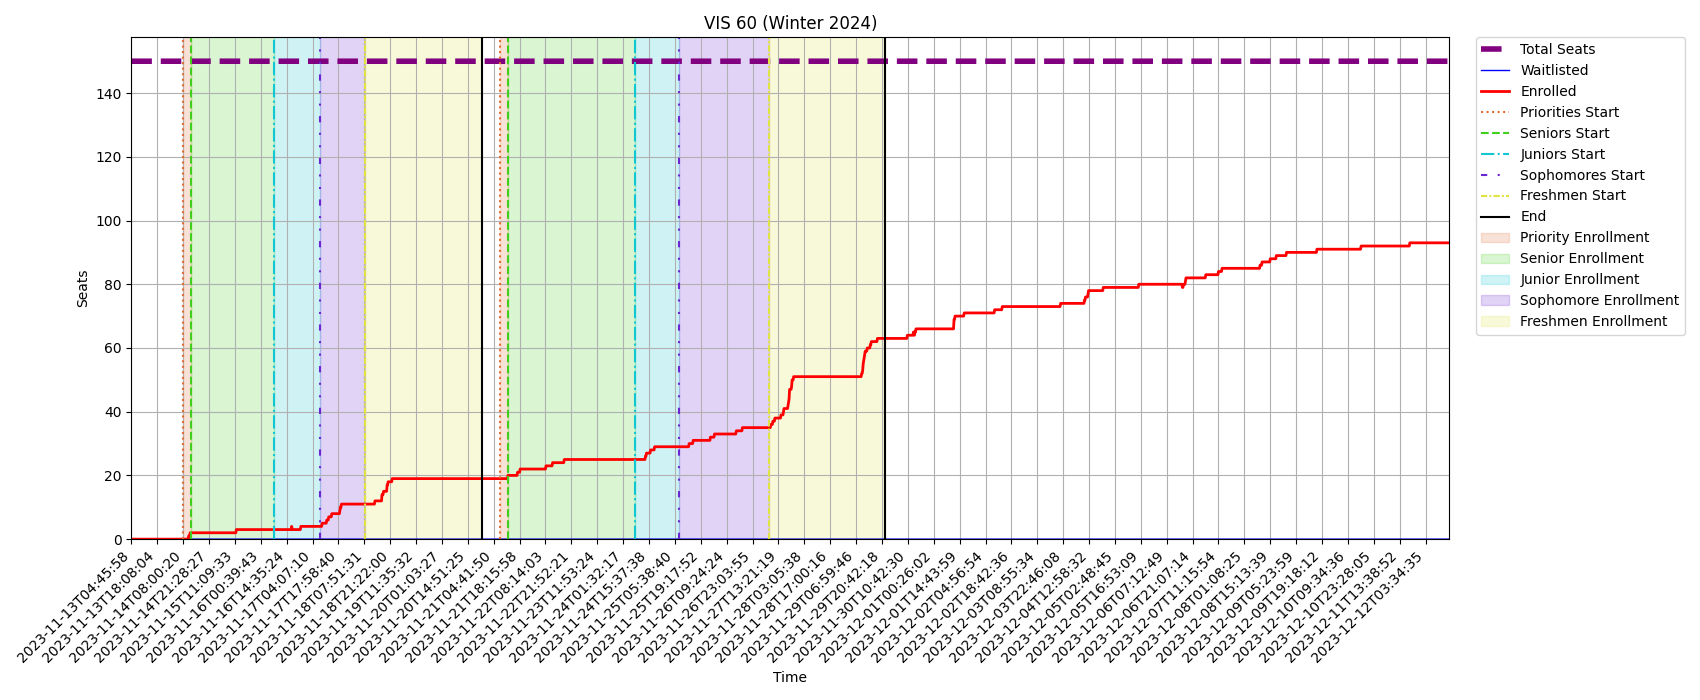 VIS 60 (Winter 2024)
Total Seats
Waitlisted
Enrolled
Priorities Start
Seniors Start
Juniors Start
Sophomores Start
Freshmen Start
End
Priority Enrollment
Senior Enrollment
Junior Enrollment
Sophomore Enrollment
Freshmen Enrollment
Seats
140
120
100
80
60
40
20
0
2023-11-13T04:45:58
2023-11-13T18:08:04
2023-11-14T08:00:20
2023-11-14T21:28:27
2023-11-15T11:09:33
2023-11-16T00:39:43
2023-11-16T14:35:24
2023-11-17T04:07:10
2023-11-17T17:58:40
2023-11-18T07:51:31
2023-11-18T21:22:00
2023-11-19T11:35:32
2023-11-20T01:03:27
2023-11-20T14:51:25
2023-11-21T04:41:50
2023-11-21T18:15:58
2023-11-22T08:14:03
2023-11-22T21:52:21
2023-11-23T11:53:24
2023-11-24T01:32:17
2023-11-24T15:37:38
2023-11-25T05:38:40
2023-11-25T19:17:52
2023-11-26T09:24:24
2023-11-26T23:03:55
2023-11-27T13:21:19
2023-11-28T03:05:38
2023-11-28T17:00:16
2023-11-29T06:59:46
2023-11-29T20:42:18
2023-11-30T10:42:30
2023-12-01T00:26:02
2023-12-01T14:43:59
2023-12-02T04:56:54
2023-12-02T18:42:36
2023-12-03T08:55:34
2023-12-03T22:46:08
2023-12-04T12:58:32
2023-12-05T02:48:45
2023-12-05T16:53:09
2023-12-06T07:12:49
2023-12-06T21:07:14
2023-12-07T11:15:54
2023-12-08T01:08:25
2023-12-08T15:13:39
2023-12-09T05:23:59
2023-12-09T19:18:12
2023-12-10T09:34:36
2023-12-10T23:28:05
2023-12-11T13:38:52
2023-12-12T03:34:35
Time